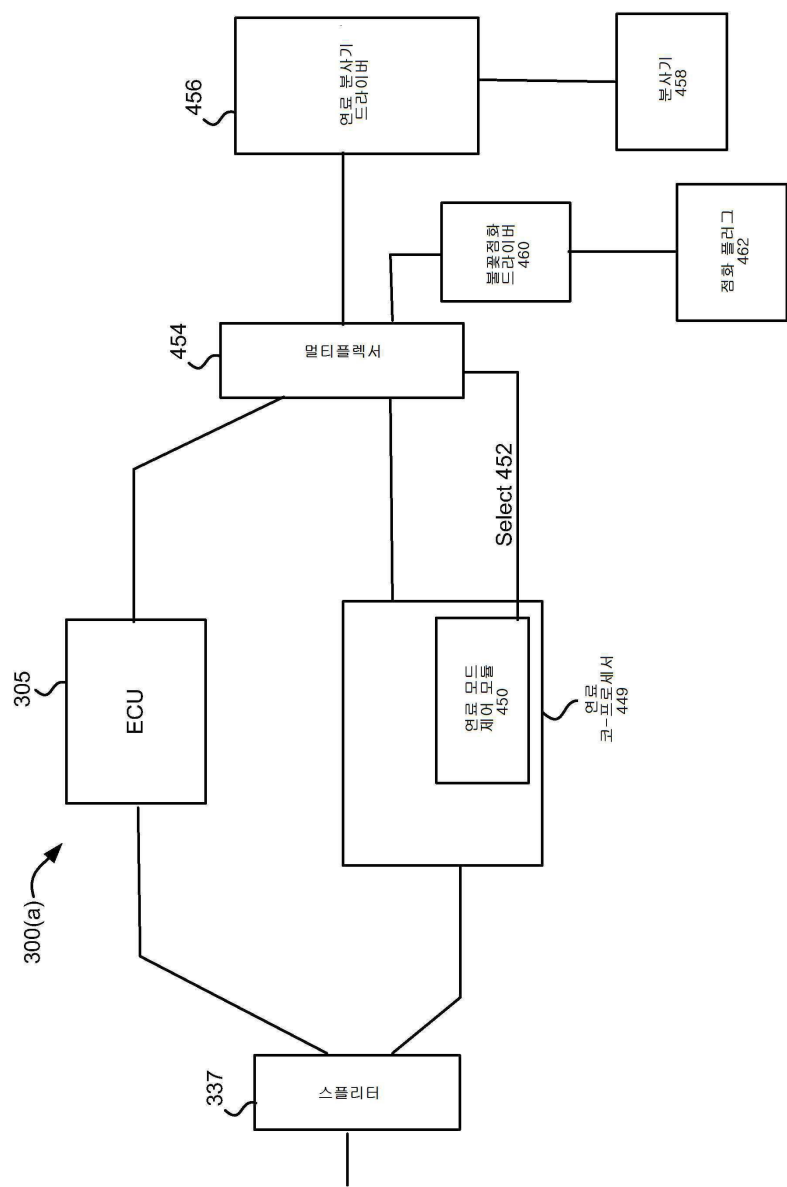 300(a)
305
ECU
337
스플리터
454
멀티플렉서
456
연료 분사기
드라이버
분사기
458
연료 모드
제어 모듈
450
Select 452
불꽃점화
드라이버
460
점화 플러그
462
연료
코-프로세서
449